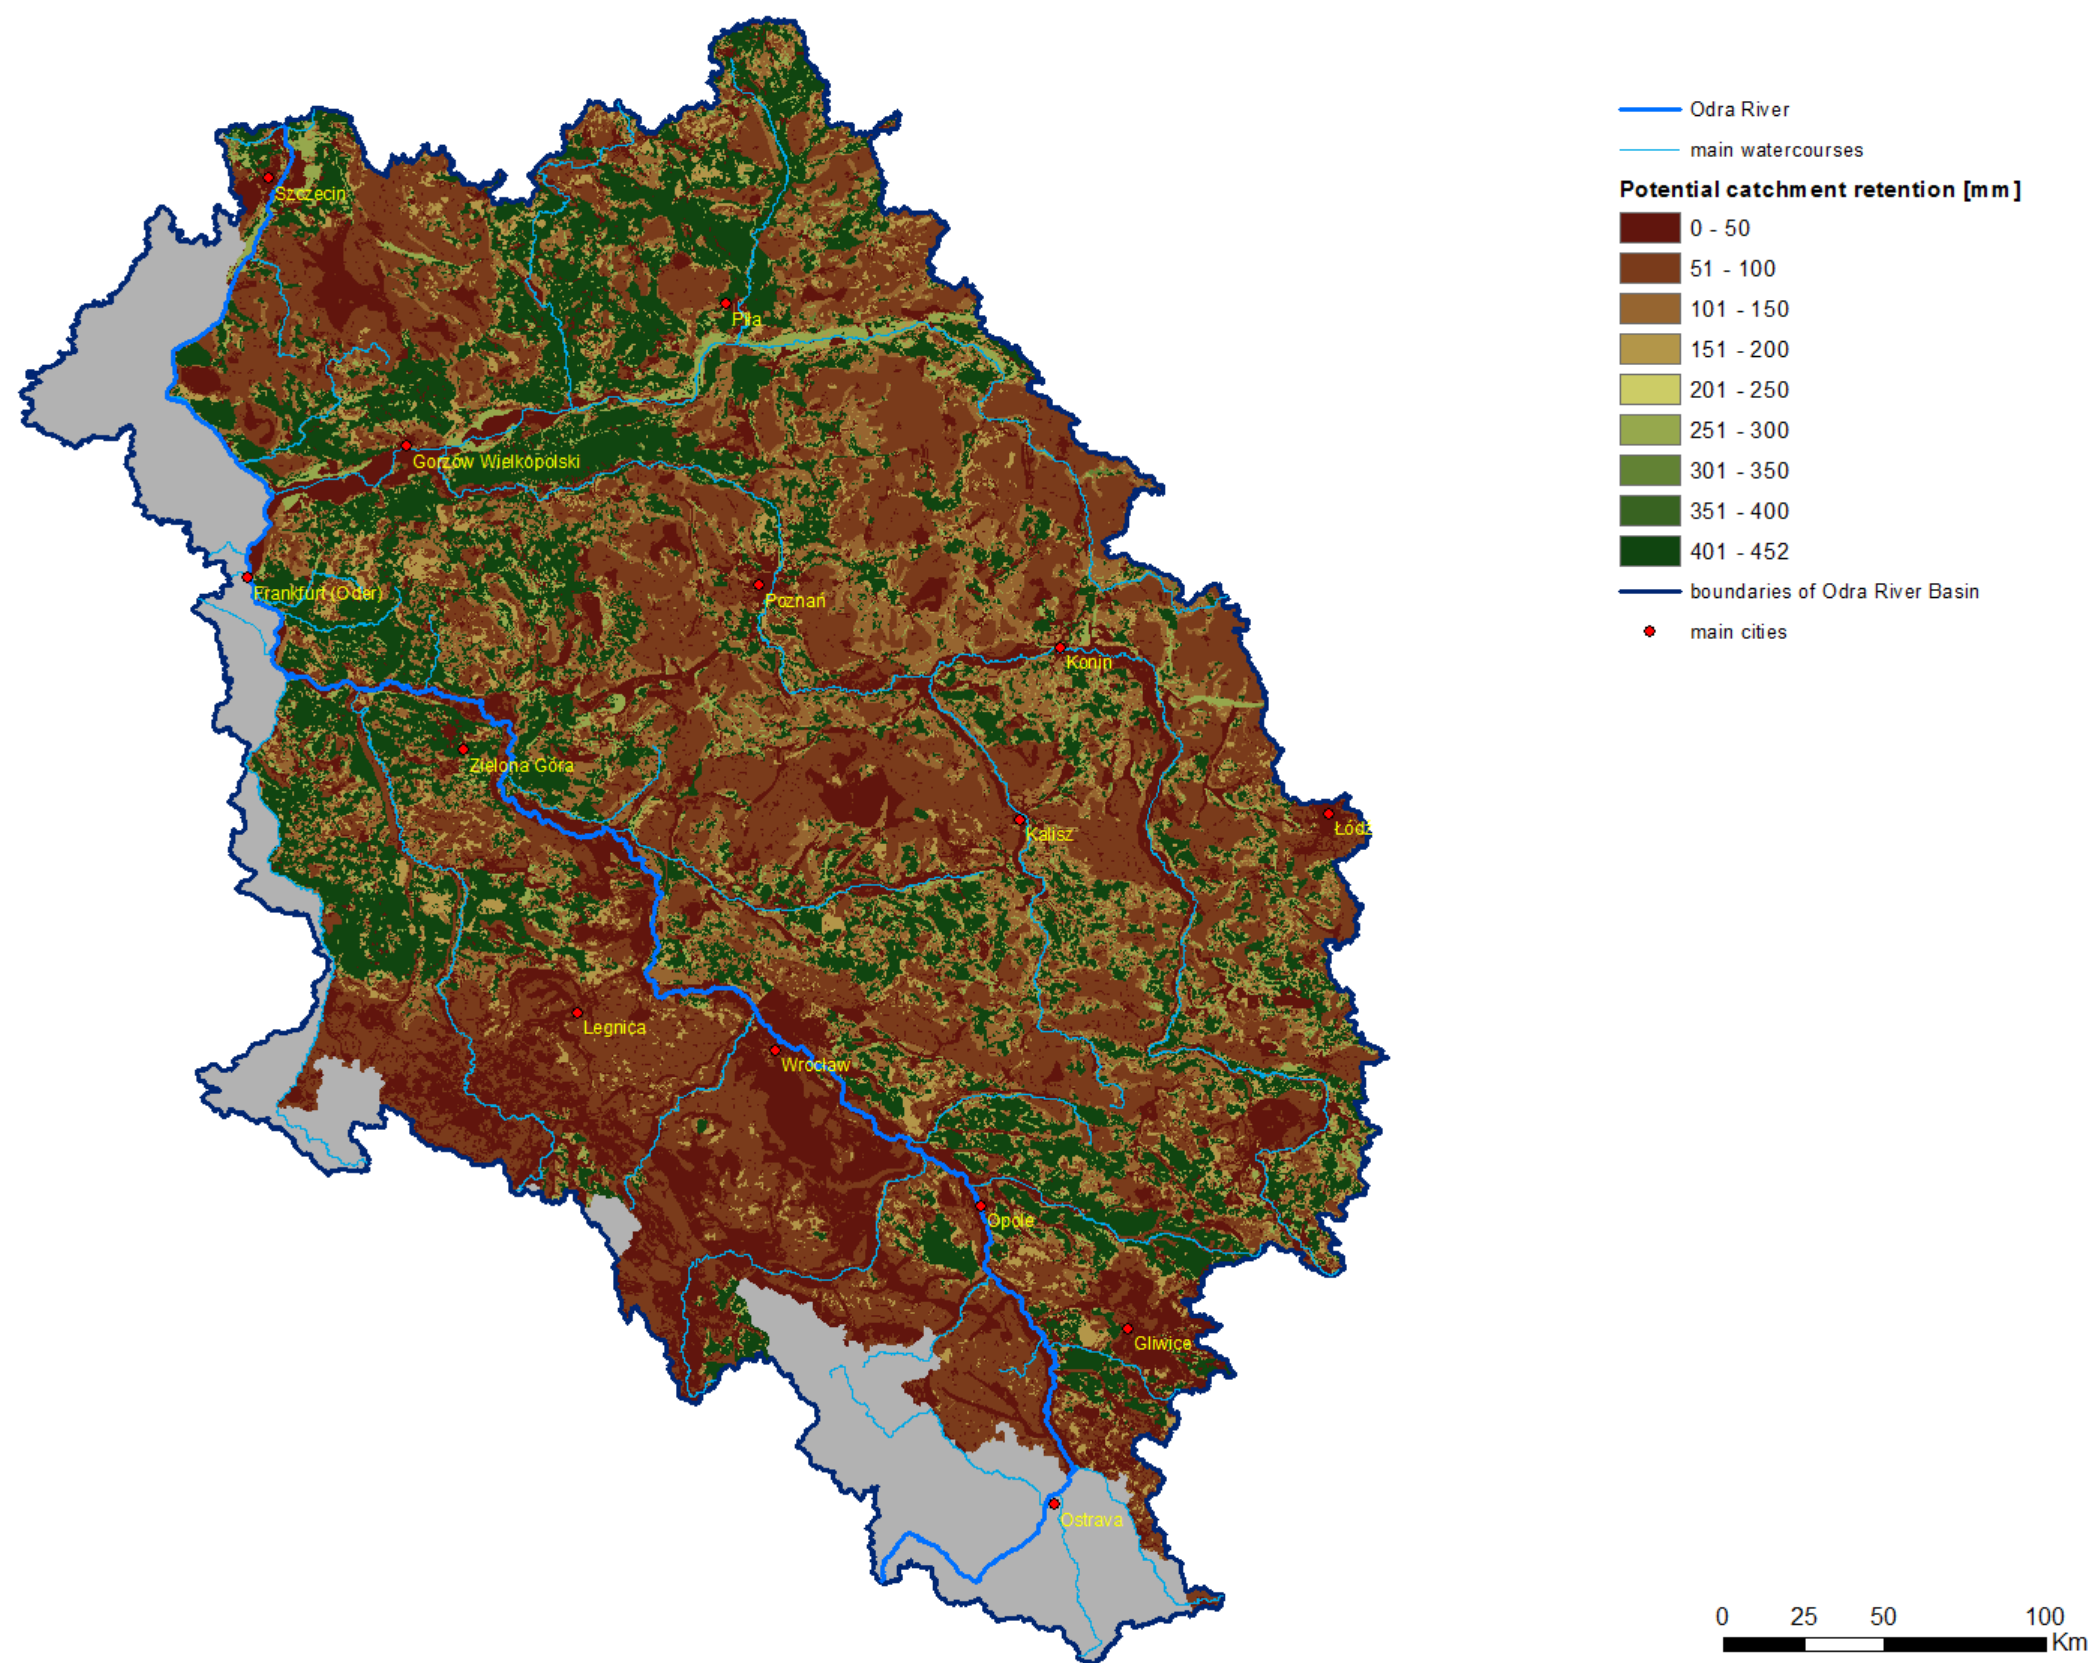 Odra River
main watercourses
Potential catchment retention [mm]
0 - 50
51 - 100
101 - 150
151 - 200
201 - 250
251 - 300
301 - 350
351 - 400
401 - 452
boundaries of Odra River Basin
main cities
Szczecin
Piła
Gorzów Wielkopolski
Frankfurt (Oder)
Poznań
Konin
Zielona Góra
Kalisz
Łódź
Legnica
Wrocław
Opole
Gliwice
Ostrava
0 25 50 100
Km